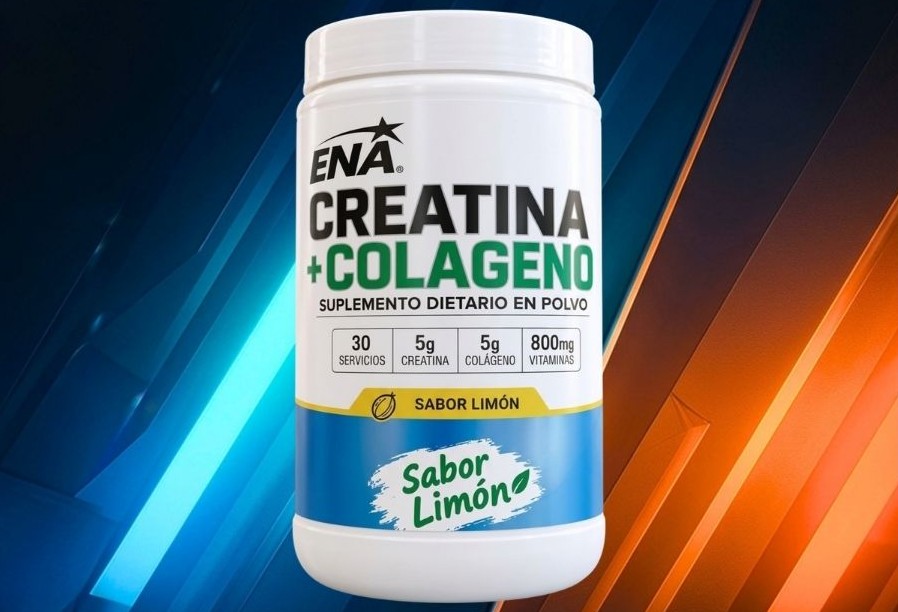 ENA®
CREATINA
+COLAGENO
SUPLEMENTO DIETARIO EN POLVO
30 5g 5g 800mg
SERVICIOS CREATINA COLÁGENO VITAMINAS
SABOR LIMÓN
Sabor
Limón